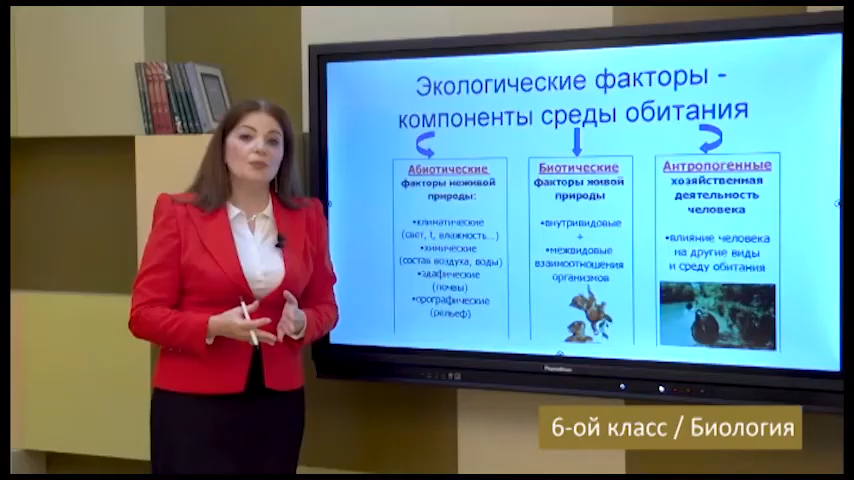 Экологические факторы -
компоненты среды обитания
Абиотические
факторы неживой
природы:
•климатические
(свет, t, влажность...)
•химические
(состав воздуха, воды)
•эдафические
(почвы)
•орографические
(рельеф)
Биотические
факторы живой
природы
•внутривидовые
+
•межвидовые
взаимоотношения
организмов
Антропогенные
хозяйственная
деятельность
человека
•влияние человека
на другие виды
и среду обитания
6-ой класс / Биология